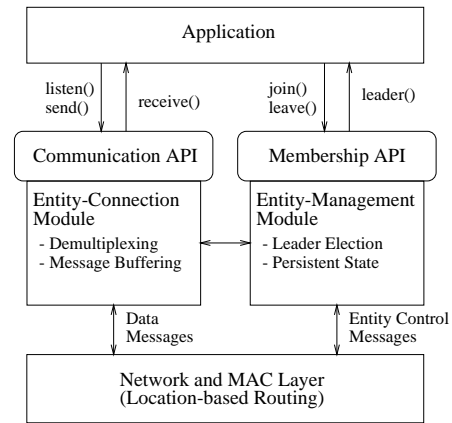 Application
listen()
send()
receive()
join()
leave()
leader()
Communication API
Membership API
Entity-Connection
Module
- Demultiplexing
- Message Buffering
Entity-Management
Module
- Leader Election
- Persistent State
Data
Messages
Entity Control
Messages
Network and MAC Layer
(Location-based Routing)